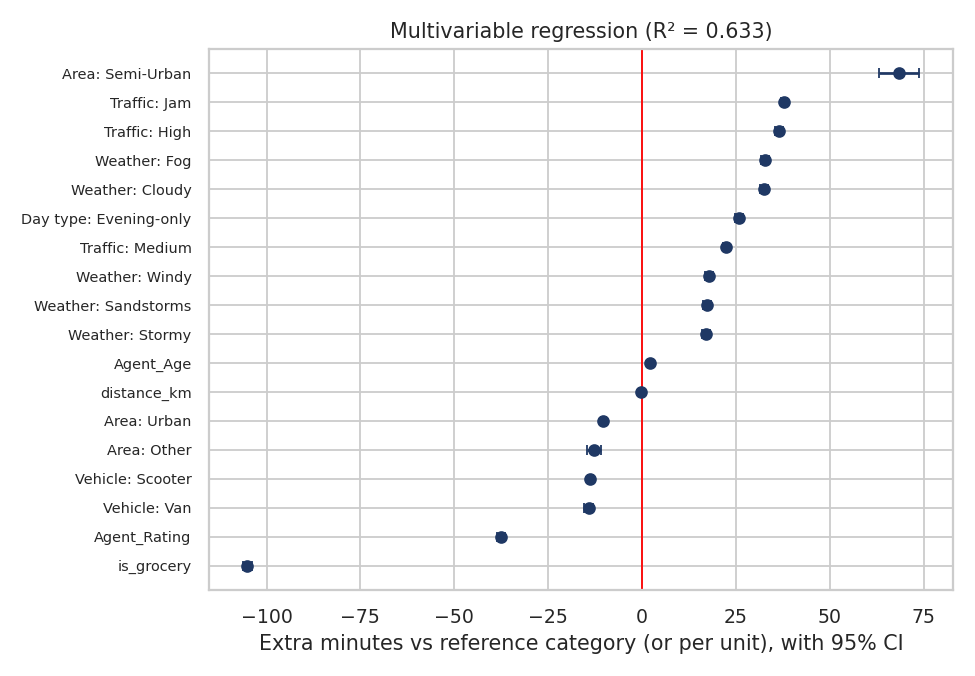 Multivariable regression (R² = 0.633)
Area: Semi-Urban
Traffic: Jam
Traffic: High
Weather: Fog
Weather: Cloudy
Day type: Evening-only
Traffic: Medium
Weather: Windy
Weather: Sandstorms
Weather: Stormy
Agent_Age
distance_km
Area: Urban
Area: Other
Vehicle: Scooter
Vehicle: Van
Agent_Rating
is_grocery
−100 −75 −50 −25 0 25 50 75
Extra minutes vs reference category (or per unit), with 95% CI